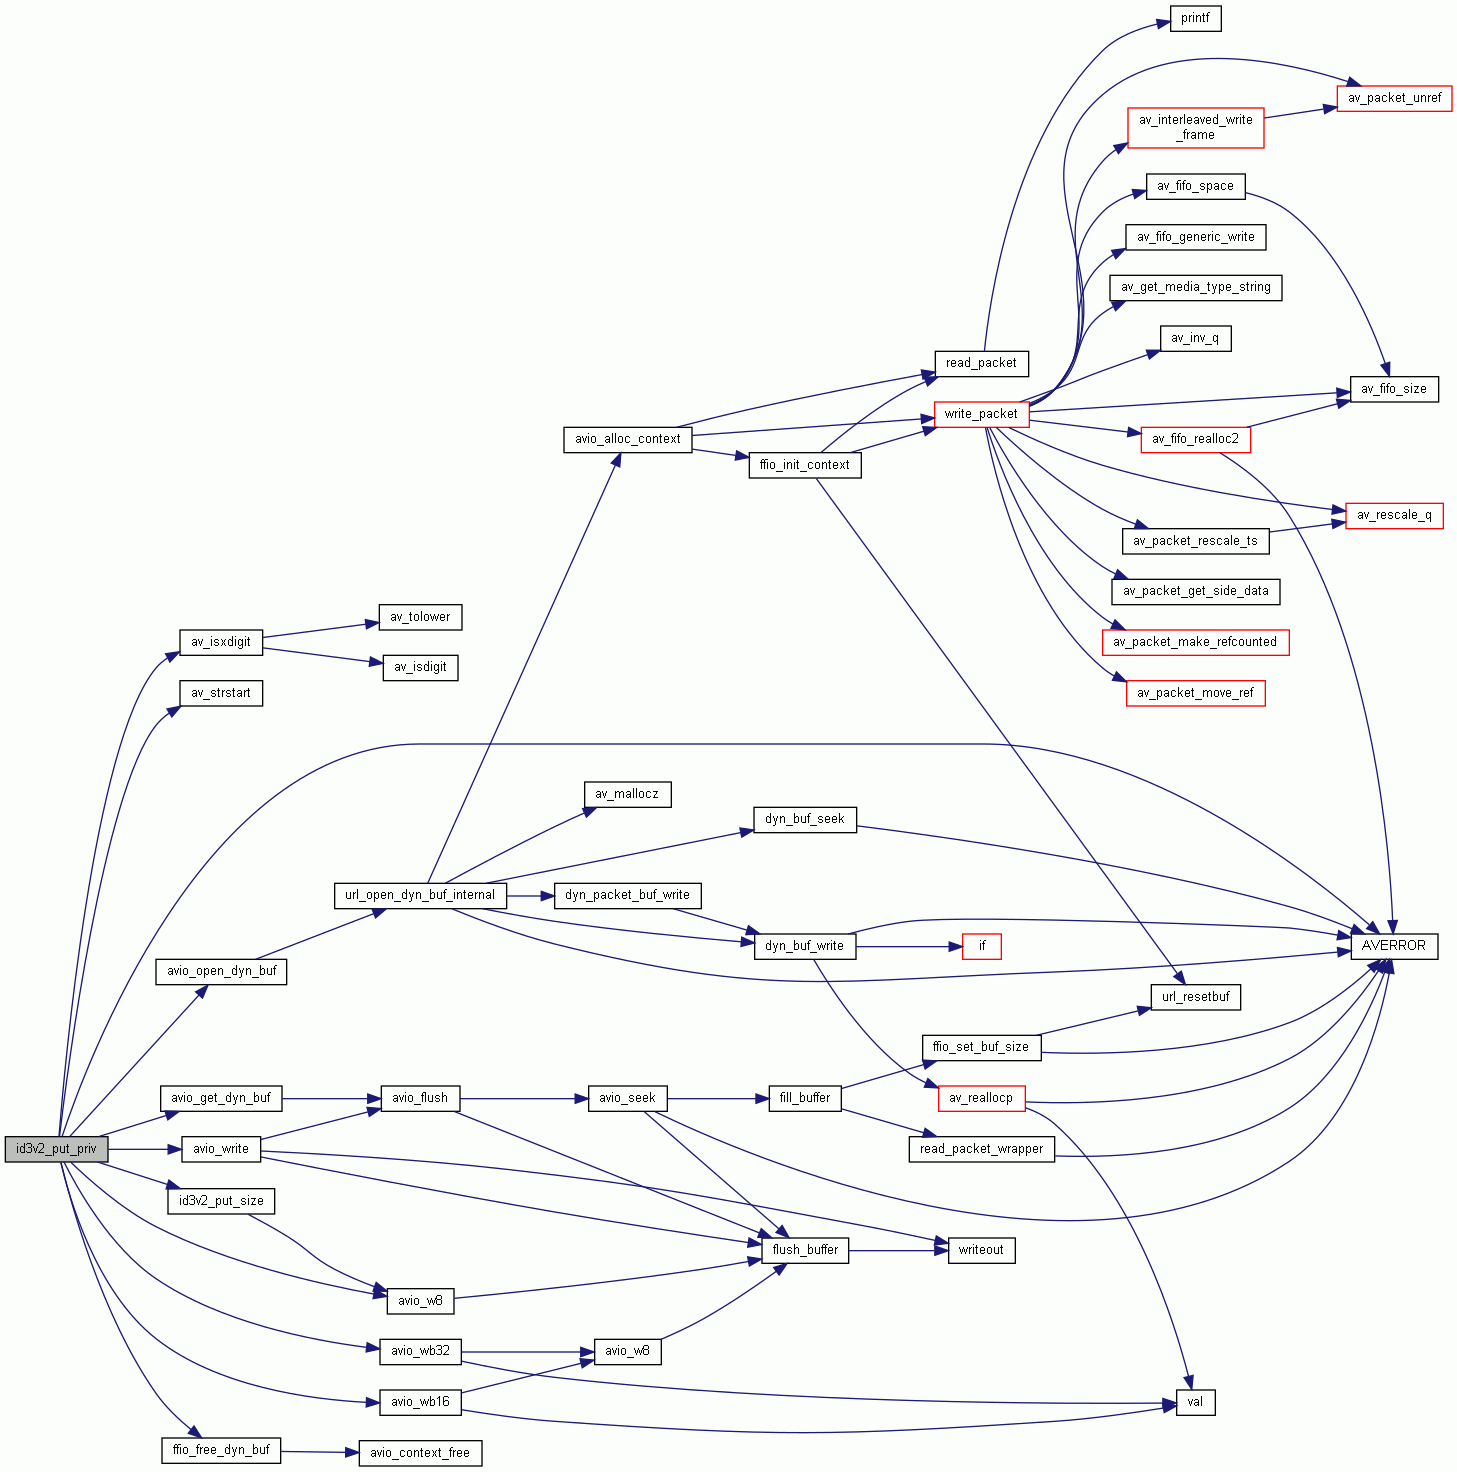 printf
av_packet_unref
av_interleaved_write
_frame
av_fifo_space
av_fifo_generic_write
av_get_media_type_string
av_inv_q
read_packet
av_fifo_size
write_packet
avio_alloc_context
av_fifo_realloc2
ffio_init_context
av_rescale_q
av_packet_rescale_ts
av_packet_get_side_data
av_tolower
av_isxdigit
av_packet_make_refcounted
av_isdigit
av_strstart
av_packet_move_ref
av_mallocz
dyn_buf_seek
url_open_dyn_buf_internal
dyn_packet_buf_write
dyn_buf_write
if
AVERROR
avio_open_dyn_buf
url_resetbuf
ffio_set_buf_size
avio_get_dyn_buf
avio_flush
avio_seek
fill_buffer
av_reallocp
id3v2_put_priv
avio_write
read_packet_wrapper
id3v2_put_size
flush_buffer
writeout
avio_w8
avio_wb32
avio_w8
avio_wb16
val
ffio_free_dyn_buf
avio_context_free